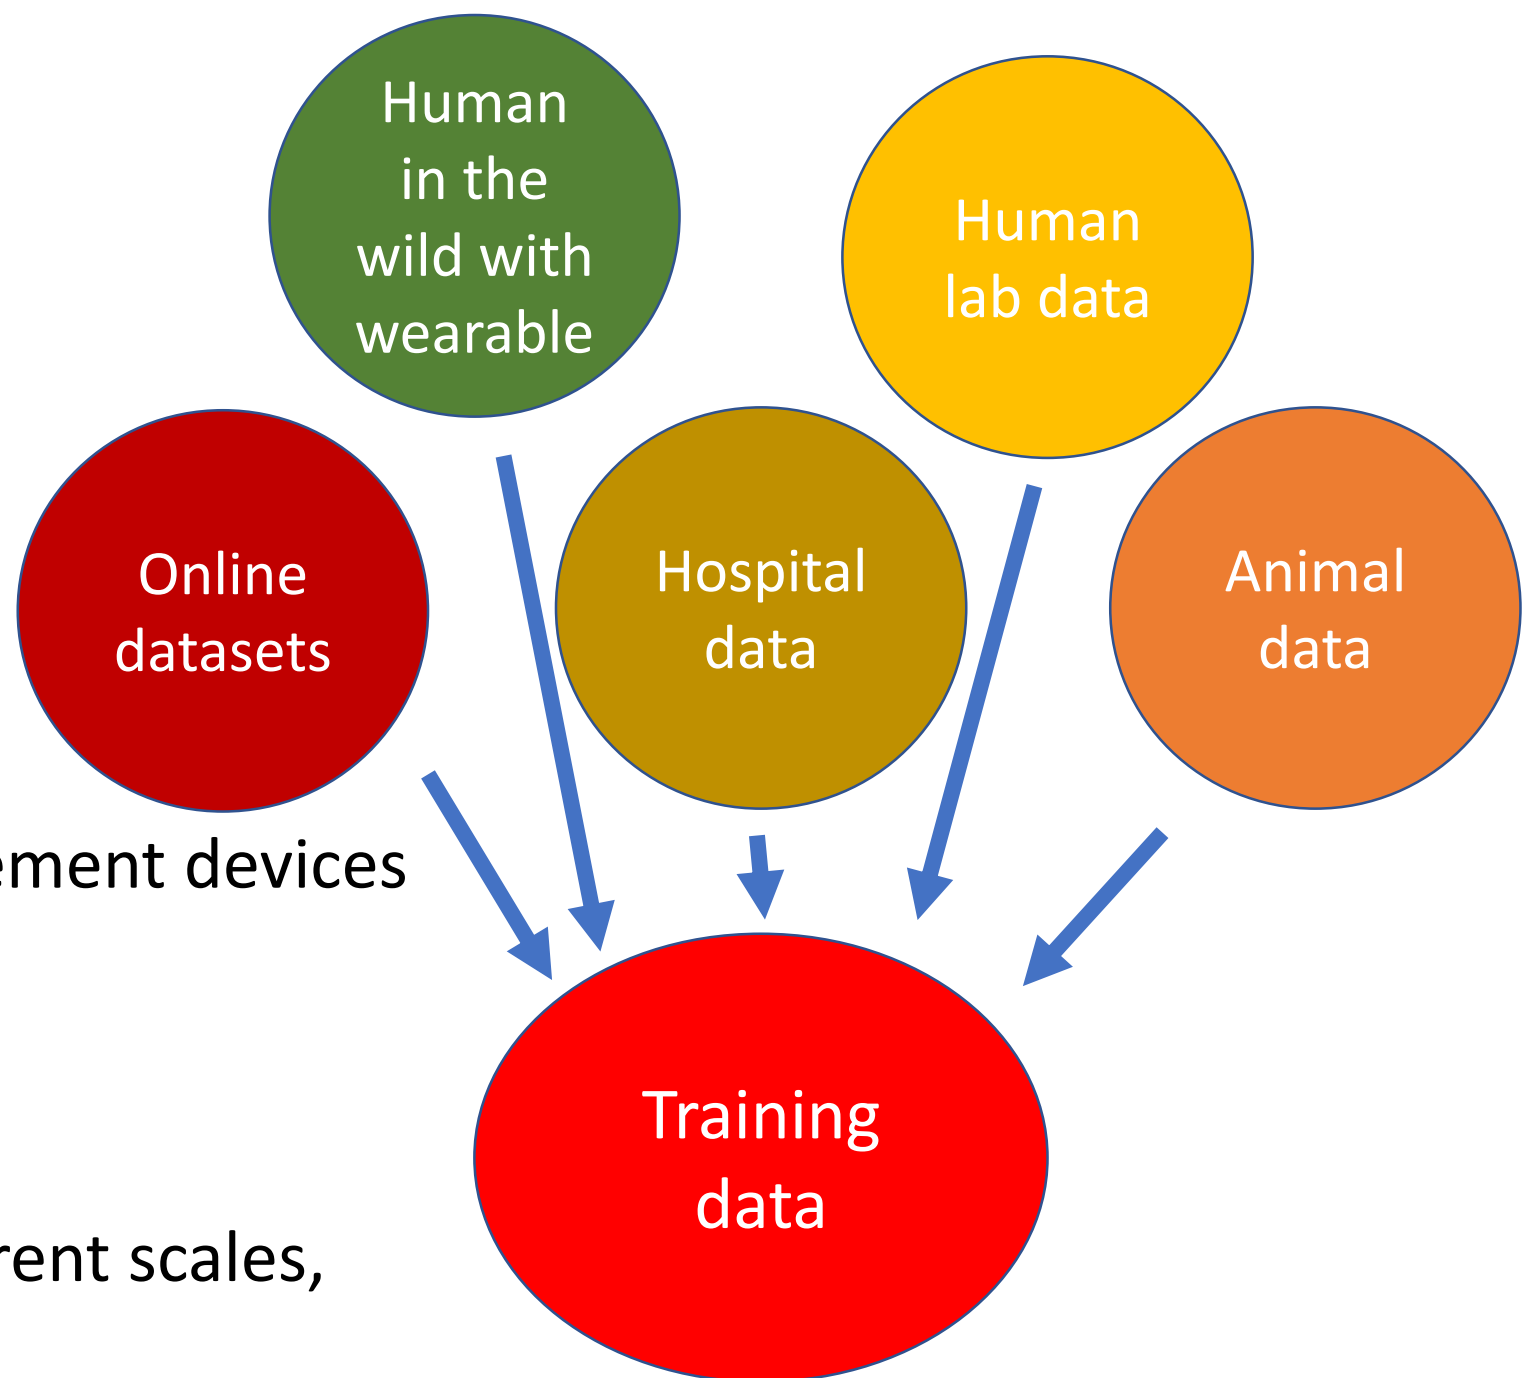 Human
in the
wild with
wearable
Human
lab data
Online
datasets
Hospital
data
Animal
data
ement devices
Training
data
rent scales,